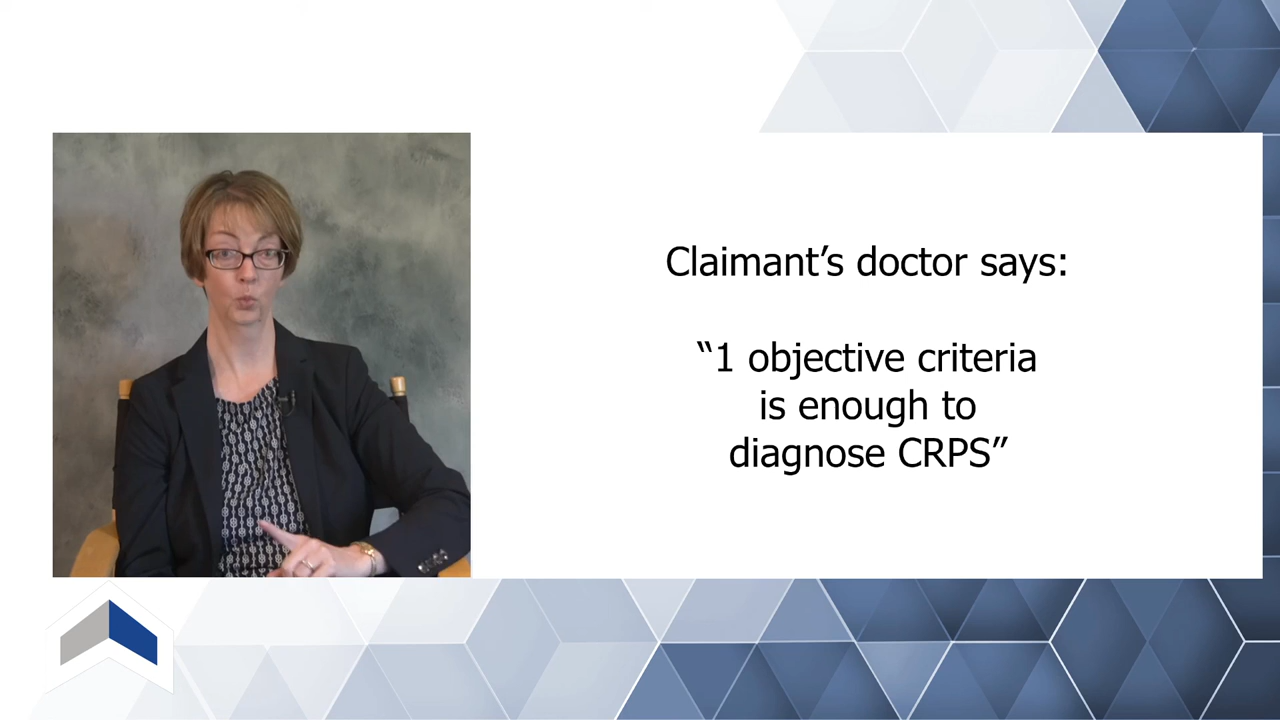 Claimant’s doctor says:
“1 objective criteria
is enough to
diagnose CRPS”